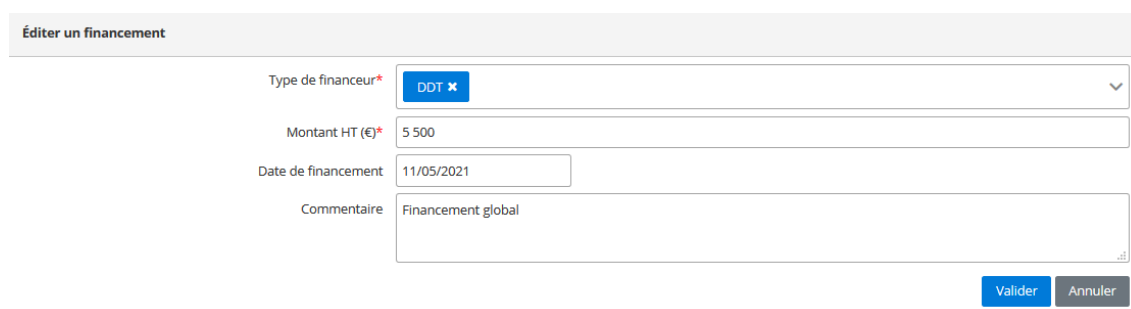 Éditer un financement
Type de financeur*
DDT ✖
Montant HT (€)*
5 500
Date de financement
11/05/2021
Commentaire
Financement global
Valider
Annuler